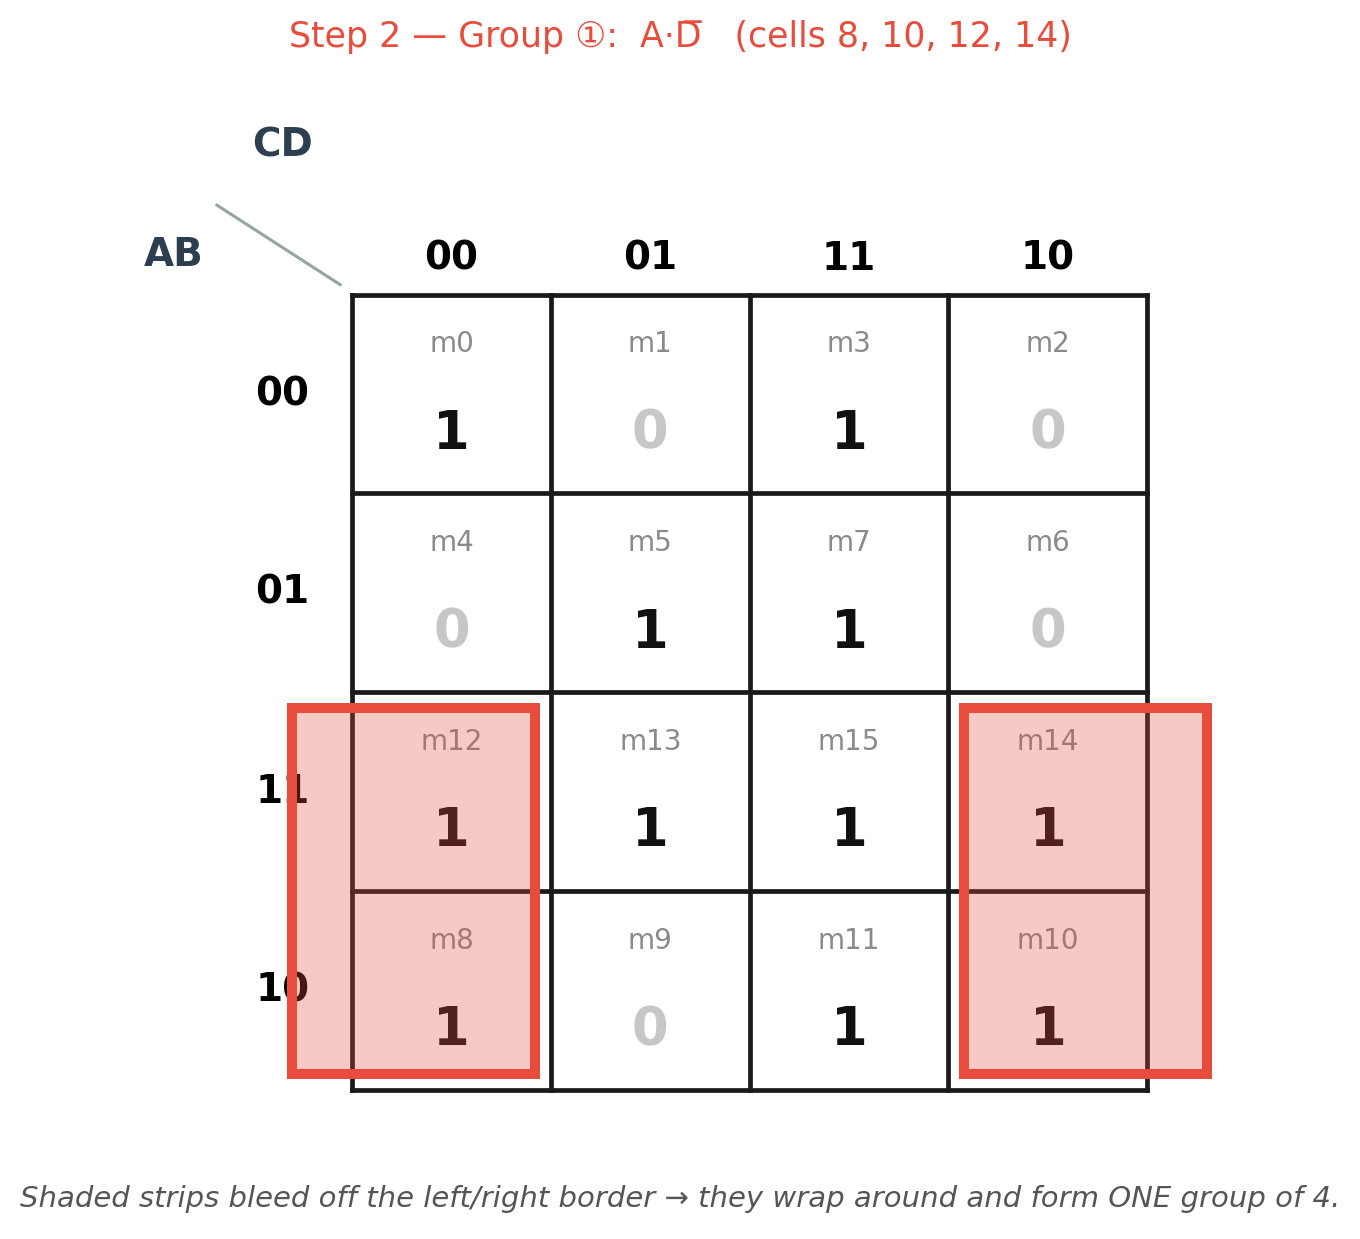 Step 2 — Group ①: A·D̅ (cells 8, 10, 12, 14)
CD
AB
00 01 11 10
m0 m1 m3 m2
00
1 0 1 0
m4 m5 m7 m6
01
0 1 1 0
m12 m13 m15 m14
11
1 1 1 1
m8 m9 m11 m10
10
1 0 1 1
Shaded strips bleed off the left/right border → they wrap around and form ONE group of 4.